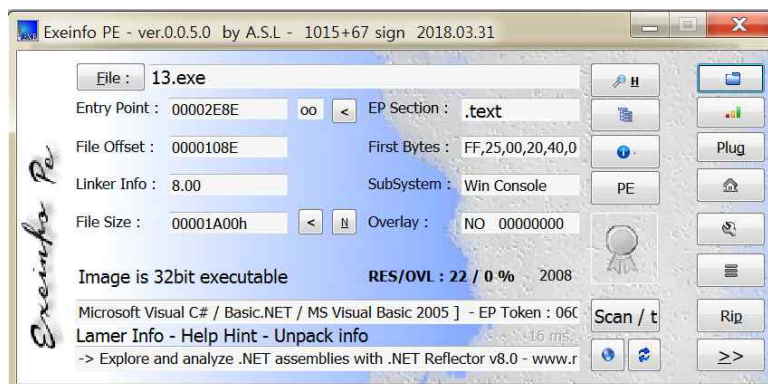 Exeinfo PE - ver.0.0.5.0 by A.S.L - 1015+67 sign 2018.03.31
File : 13.exe
H
Entry Point : 00002E8E oo < EP Section : .text
File Offset : 0000108E First Bytes : FF,25,00,20,40,0
Plug
Linker Info : 8.00 SubSystem : Win Console
PE
File Size : 00001A00h < N Overlay : NO 00000000
Image is 32bit executable RES/OVL : 22 / 0 % 2008
Microsoft Visual C# / Basic.NET / MS Visual Basic 2005 ] - EP Token : 060
Scan / t
Rip
Lamer Info - Help Hint - Unpack info 16 ms.
-> Explore and analyze .NET assemblies with .NET Reflector v8.0 - www.r
>>
Exeinfo Pe